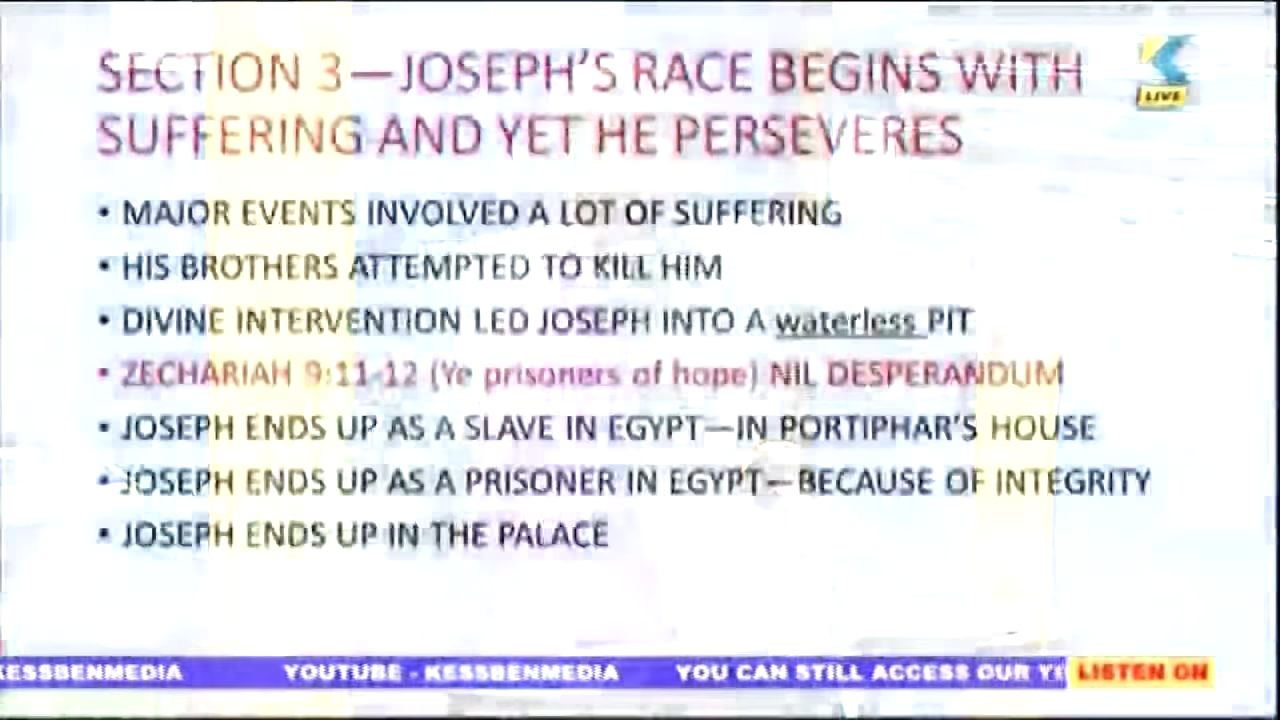 SECTION 3—JOSEPH'S RACE BEGINS WITH
SUFFERING AND YET HE PERSEVERES
LIVE
• MAJOR EVENTS INVOLVED A LOT OF SUFFERING
• HIS BROTHERS ATTEMPTED TO KILL HIM
• DIVINE INTERVENTION LED JOSEPH INTO A waterless PIT
• ZECHARIAH 9:11-12 (Ye prisoners of hope) NIL DESPERANDUM
• JOSEPH ENDS UP AS A SLAVE IN EGYPT—IN PORTIPHAR'S HOUSE
• JOSEPH ENDS UP AS A PRISONER IN EGYPT—BECAUSE OF INTEGRITY
• JOSEPH ENDS UP IN THE PALACE
KESSBENMEDIA YOUTUBE - KESSBENMEDIA YOU CAN STILL ACCESS OUR LISTEN ON